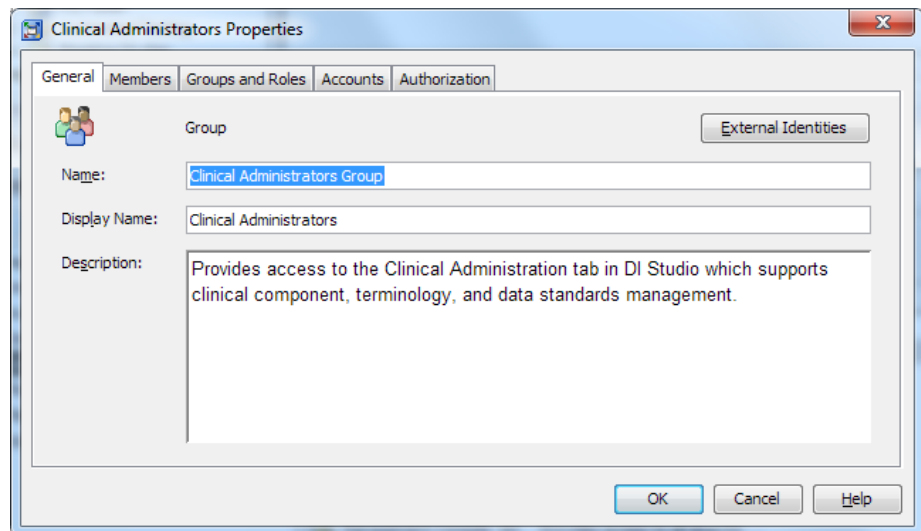 Clinical Administrators Properties
General Members Groups and Roles Accounts Authorization
Group External Identities
Name: Clinical Administrators Group
Display Name: Clinical Administrators
Description: Provides access to the Clinical Administration tab in DI Studio which supports
clinical component, terminology, and data standards management.
OK Cancel Help